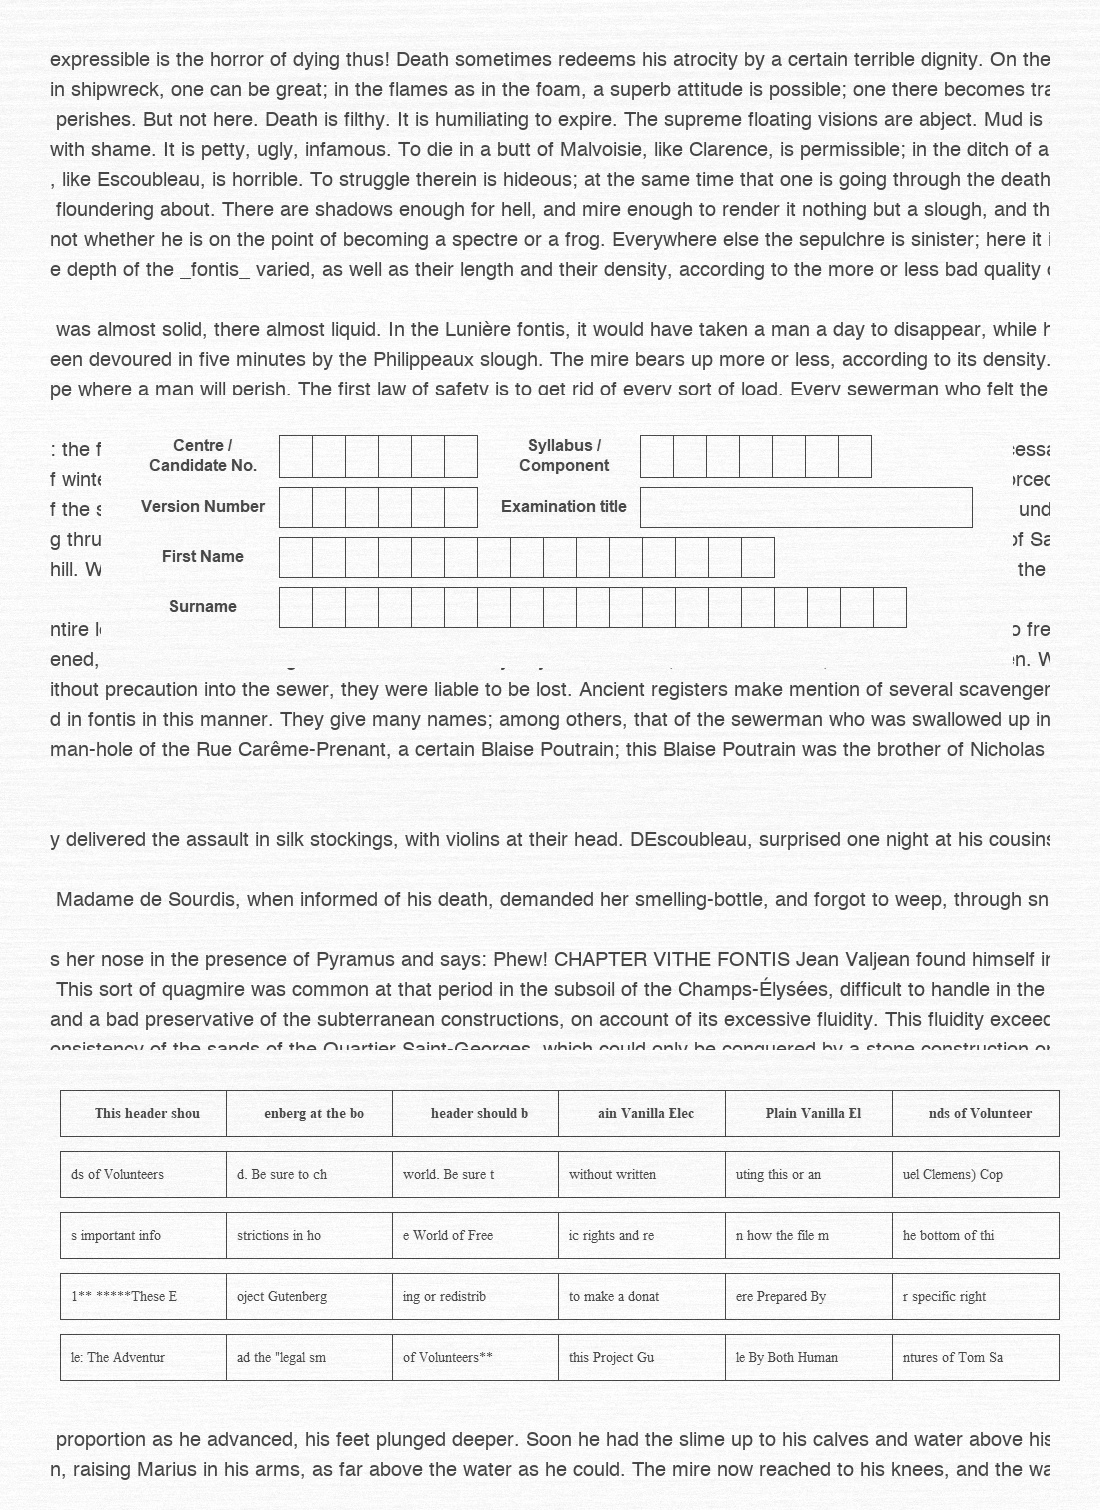 expressible is the horror of dying thus! Death sometimes redeems his atrocity by a certain terrible dignity. On the
in shipwreck, one can be great; in the flames as in the foam, a superb attitude is possible; one there becomes tra
perishes. But not here. Death is filthy. It is humiliating to expire. The supreme floating visions are abject. Mud is
with shame. It is petty, ugly, infamous. To die in a butt of Malvoisie, like Clarence, is permissible; in the ditch of a
, like Escoubleau, is horrible. To struggle therein is hideous; at the same time that one is going through the death
floundering about. There are shadows enough for hell, and mire enough to render it nothing but a slough, and th
not whether he is on the point of becoming a spectre or a frog. Everywhere else the sepulchre is sinister; here it
e depth of the _fontis_ varied, as well as their length and their density, according to the more or less bad quality
was almost solid, there almost liquid. In the Lunière fontis, it would have taken a man a day to disappear, while h
een devoured in five minutes by the Philippeaux slough. The mire bears up more or less, according to its density.
pe where a man will perish. The first law of safety is to get rid of every sort of load. Every sewerman who felt the
: the f cessa
f winte orced
f the s und
g thru of Sa
hill. W the
ntire l o fre
ened, en. W
Centre / Candidate No.
Syllabus / Component
Version Number
Examination title
First Name
Surname
ithout precaution into the sewer, they were liable to be lost. Ancient registers make mention of several scavenger
d in fontis in this manner. They give many names; among others, that of the sewerman who was swallowed up in
man-hole of the Rue Carême-Prenant, a certain Blaise Poutrain; this Blaise Poutrain was the brother of Nicholas
y delivered the assault in silk stockings, with violins at their head. DEscoubleau, surprised one night at his cousins
Madame de Sourdis, when informed of his death, demanded her smelling-bottle, and forgot to weep, through sn
s her nose in the presence of Pyramus and says: Phew! CHAPTER VITHE FONTIS Jean Valjean found himself in
This sort of quagmire was common at that period in the subsoil of the Champs-Élysées, difficult to handle in the
and a bad preservative of the subterranean constructions, on account of its excessive fluidity. This fluidity exceed
onsistency of the sands of the Quartier Saint-Georges, which could only be conquered by a stone construction on
This header shou enberg at the bo header should b ain Vanilla Elec Plain Vanilla El nds of Volunteer
ds of Volunteers d. Be sure to ch world. Be sure t without written uting this or an uel Clemens) Cop
s important info strictions in ho e World of Free ic rights and re n how the file m he bottom of thi
1** *****These E oject Gutenberg ing or redistrib to make a donat ere Prepared By r specific right
le: The Adventur ad the "legal sm of Volunteers** this Project Gu le By Both Human ntures of Tom Sa
proportion as he advanced, his feet plunged deeper. Soon he had the slime up to his calves and water above his
n, raising Marius in his arms, as far above the water as he could. The mire now reached to his knees, and the wa